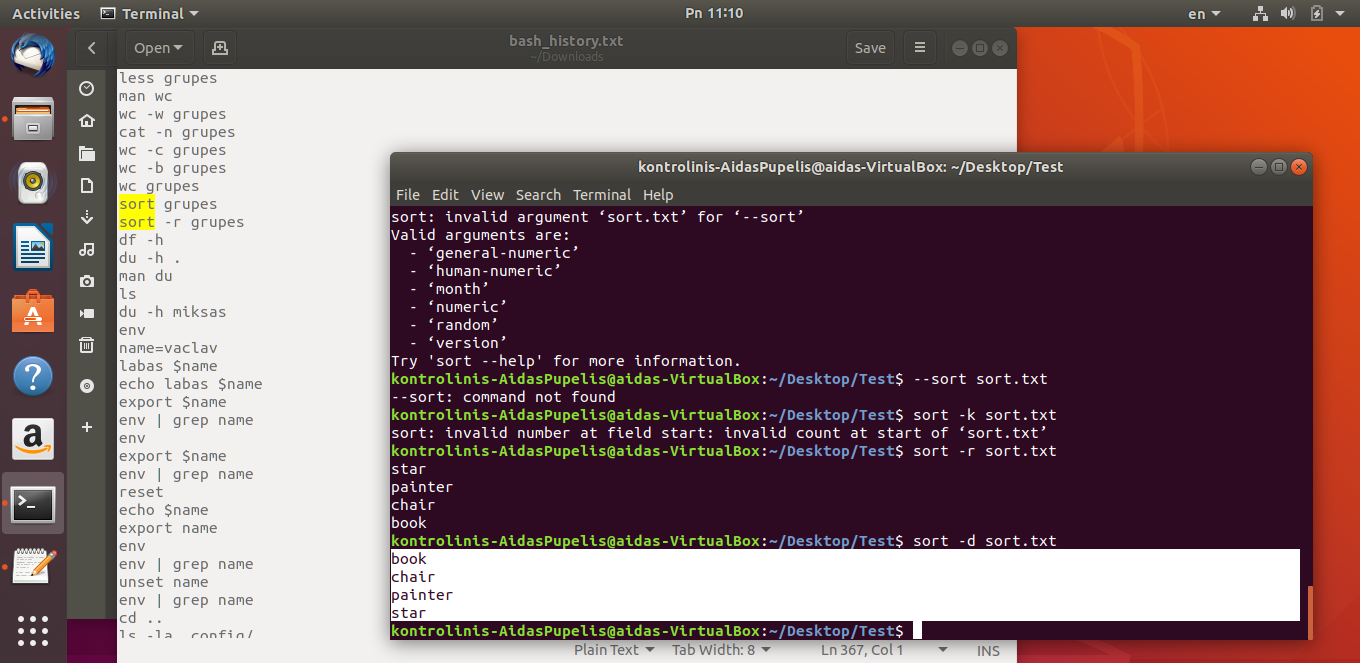 Activities Terminal Pn 11:10 en
Open bash_history.txt Save
~/Downloads
less grupes
man wc
wc -w grupes
cat -n grupes
wc -c grupes
wc -b grupes
wc grupes
sort grupes
sort -r grupes
df -h
du -h .
man du
ls
du -h miksas
env
name=vaclav
labas $name
echo labas $name
export $name
env | grep name
env
export $name
env | grep name
reset
echo $name
export name
env
env | grep name
unset name
env | grep name
cd ..
ls -la .config/
Plain Text Tab Width: 8 Ln 367, Col 1 INS
kontrolinis-AidasPupelis@aidas-VirtualBox: ~/Desktop/Test
File Edit View Search Terminal Help
sort: invalid argument ‘sort.txt’ for ‘--sort’
Valid arguments are:
- ‘general-numeric’
- ‘human-numeric’
- ‘month’
- ‘numeric’
- ‘random’
- ‘version’
Try 'sort --help' for more information.
kontrolinis-AidasPupelis@aidas-VirtualBox:~/Desktop/Test$ --sort sort.txt
--sort: command not found
kontrolinis-AidasPupelis@aidas-VirtualBox:~/Desktop/Test$ sort -k sort.txt
sort: invalid number at field start: invalid count at start of ‘sort.txt’
kontrolinis-AidasPupelis@aidas-VirtualBox:~/Desktop/Test$ sort -r sort.txt
star
painter
chair
book
kontrolinis-AidasPupelis@aidas-VirtualBox:~/Desktop/Test$ sort -d sort.txt
book
chair
painter
star
kontrolinis-AidasPupelis@aidas-VirtualBox:~/Desktop/Test$